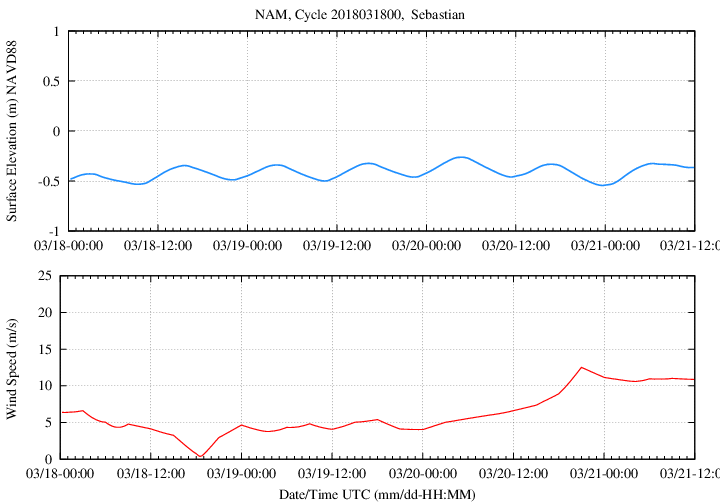 NAM, Cycle 2018031800,  Sebastian
Surface Elevation (m) NAVD88
1
0.5
0
-0.5
-1
03/18-00:00 03/18-12:00 03/19-00:00 03/19-12:00 03/20-00:00 03/20-12:00 03/21-00:00 03/21-12:0
Wind Speed (m/s)
25
20
15
10
5
0
03/18-00:00 03/18-12:00 03/19-00:00 03/19-12:00 03/20-00:00 03/20-12:00 03/21-00:00 03/21-12:0
Date/Time UTC (mm/dd-HH:MM)